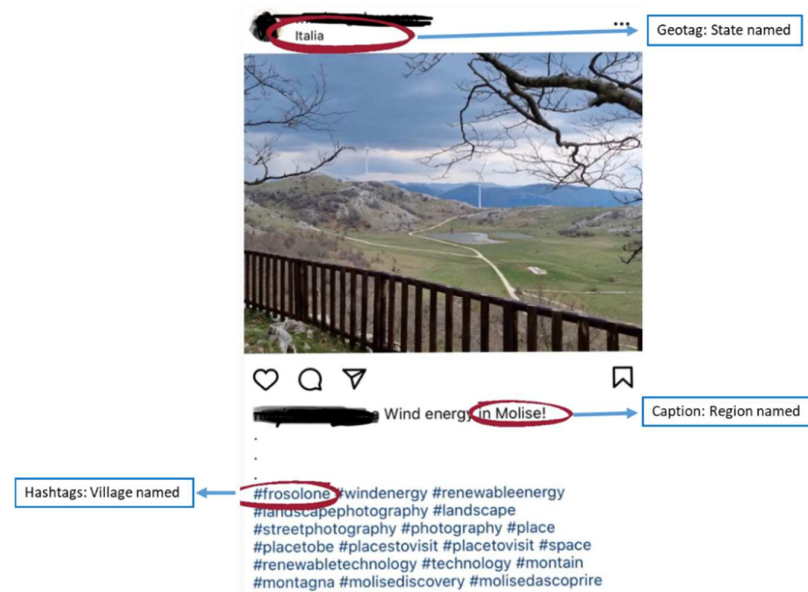 Italia
...
Geotag: State named
Wind energy in Molise!
Caption: Region named
.
.
.
Hashtags: Village named
#frosolone #windenergy #renewableenergy
#landscapephotography #landscape
#streetphotography #photography #place
#placetobe #placestovisit #placetovisit #space
#renewabletechnology #technology #montain
#montagna #molisediscovery #molisedascoprire